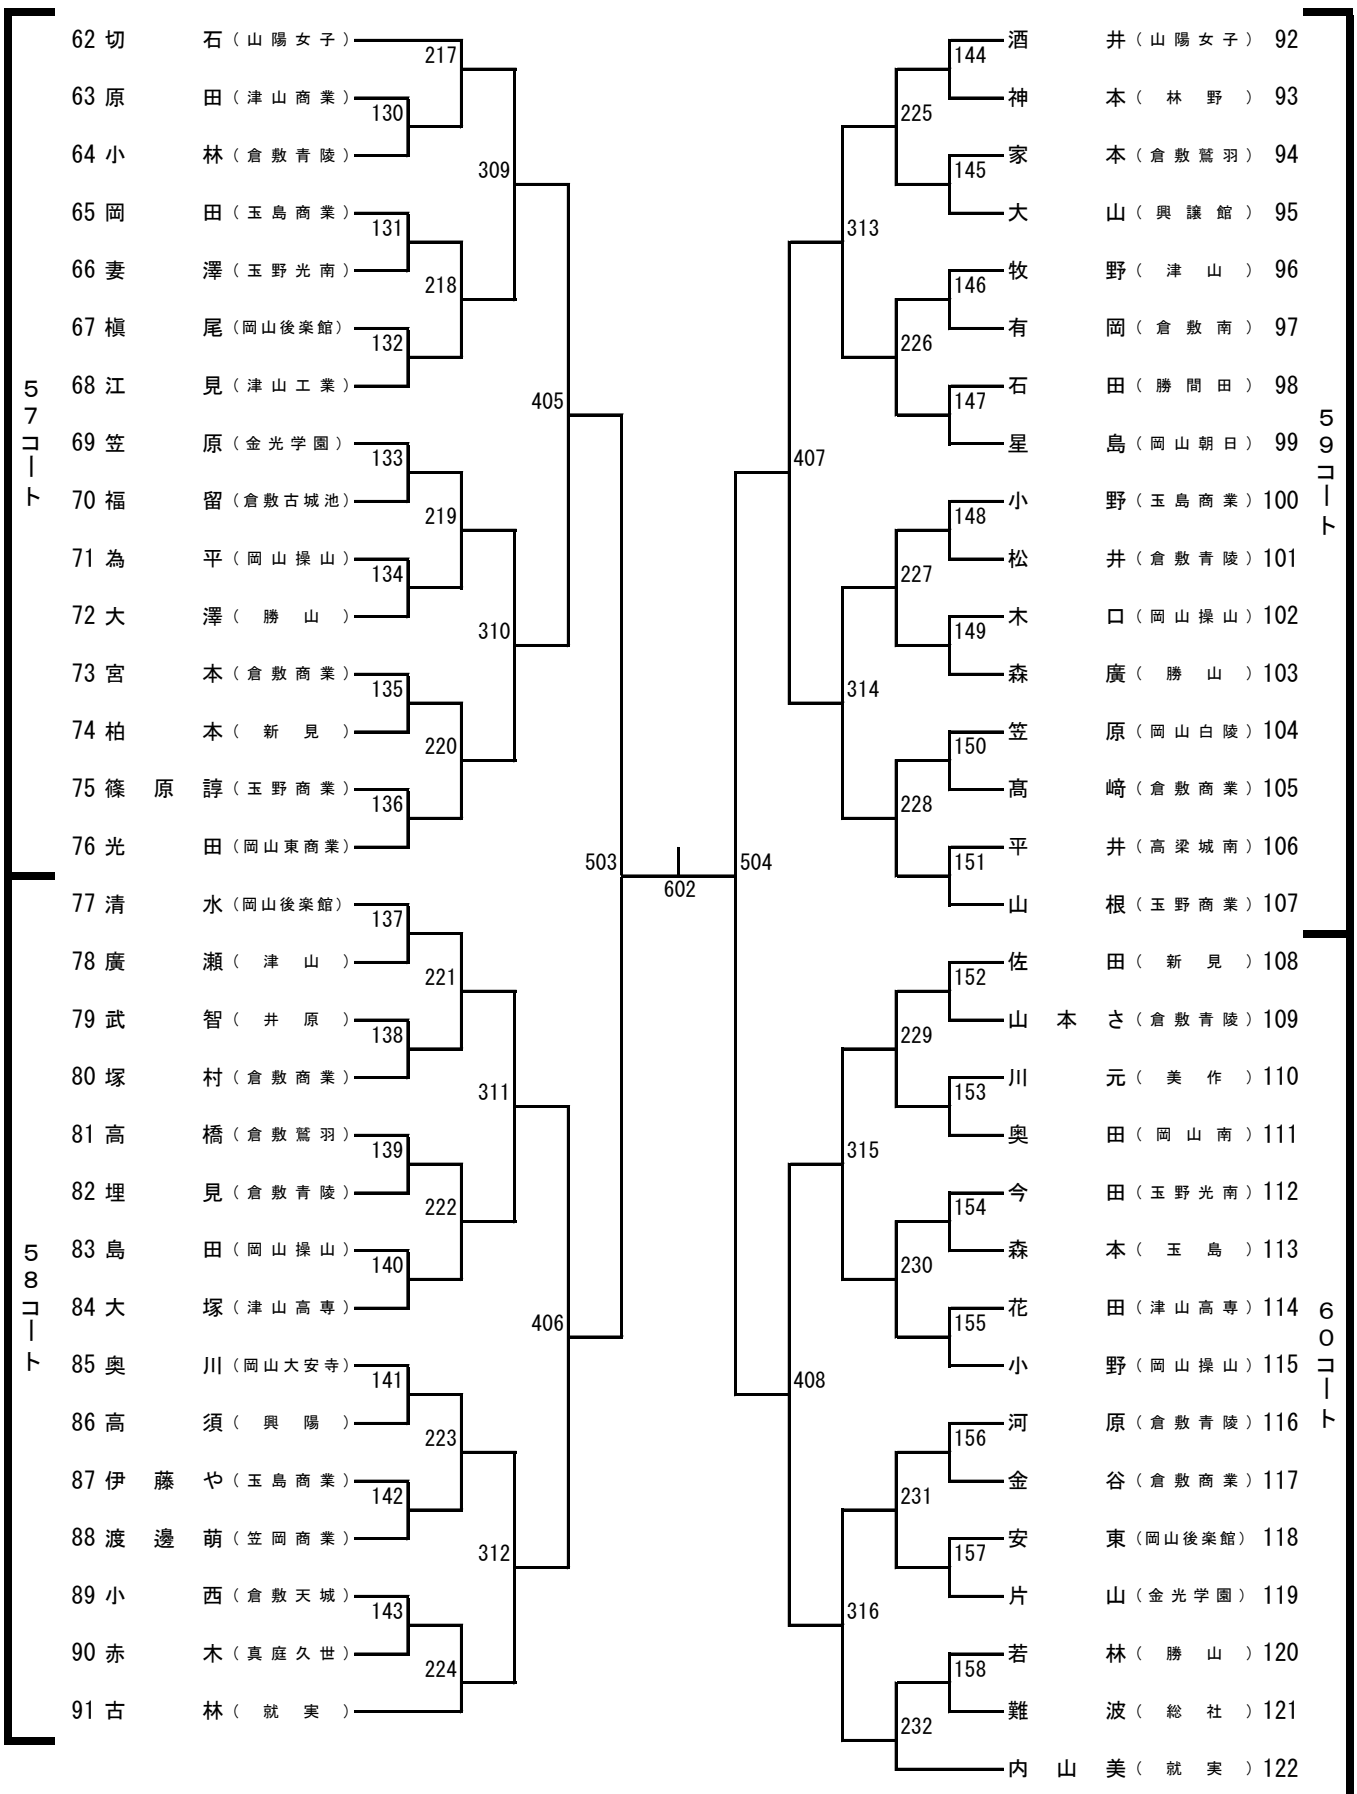 57コート
62 切石（山陽女子）
217
63 原田（津山商業）
130
64 小林（倉敷青陵）
309
65 岡田（玉島商業）
131
66 妻澤（玉野光南）
218
67 槇尾（岡山後楽館）
132
68 江見（津山工業）
405
69 笠原（金光学園）
133
70 福留（倉敷古城池）
219
71 為平（岡山操山）
134
72 大澤（勝山）
310
73 宮本（倉敷商業）
135
74 柏本（新見）
220
75 篠原諄（玉野商業）
136
76 光田（岡山東商業）
503
58コート
77 清水（岡山後楽館）
137
78 廣瀬（津山）
221
79 武智（井原）
138
80 塚村（倉敷商業）
311
81 高橋（倉敷鷲羽）
139
82 埋見（倉敷青陵）
222
83 島田（岡山操山）
140
84 大塚（津山高専）
406
85 奥川（岡山大安寺）
141
86 高須（興陽）
223
87 伊藤や（玉島商業）
142
88 渡邊萌（笠岡商業）
312
89 小西（倉敷天城）
143
90 赤木（真庭久世）
224
91 古林（就実）
602
59コート
酒井（山陽女子） 92
144
神本（林野） 93
225
家本（倉敷鷲羽） 94
145
大山（興譲館） 95
313
牧野（津山） 96
146
有岡（倉敷南） 97
226
石田（勝間田） 98
147
星島（岡山朝日） 99
407
小野（玉島商業） 100
148
松井（倉敷青陵） 101
227
木口（岡山操山） 102
149
森廣（勝山） 103
314
笠原（岡山白陵） 104
150
髙﨑（倉敷商業） 105
228
平井（高梁城南） 106
151
山根（玉野商業） 107
504
60コート
佐田（新見） 108
152
山本さ（倉敷青陵） 109
229
川元（美作） 110
153
奥田（岡山南） 111
315
今田（玉野光南） 112
154
森本（玉島） 113
230
花田（津山高専） 114
155
小野（岡山操山） 115
408
河原（倉敷青陵） 116
156
金谷（倉敷商業） 117
231
安東（岡山後楽館） 118
157
片山（金光学園） 119
316
若林（勝山） 120
158
難波（総社） 121
232
内山美（就実） 122